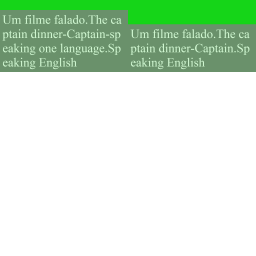 Um filme falado.The ca
ptain dinner-Captain-sp
eaking one language.Sp
eaking English
Um filme falado.The ca
ptain dinner-Captain.Sp
eaking English